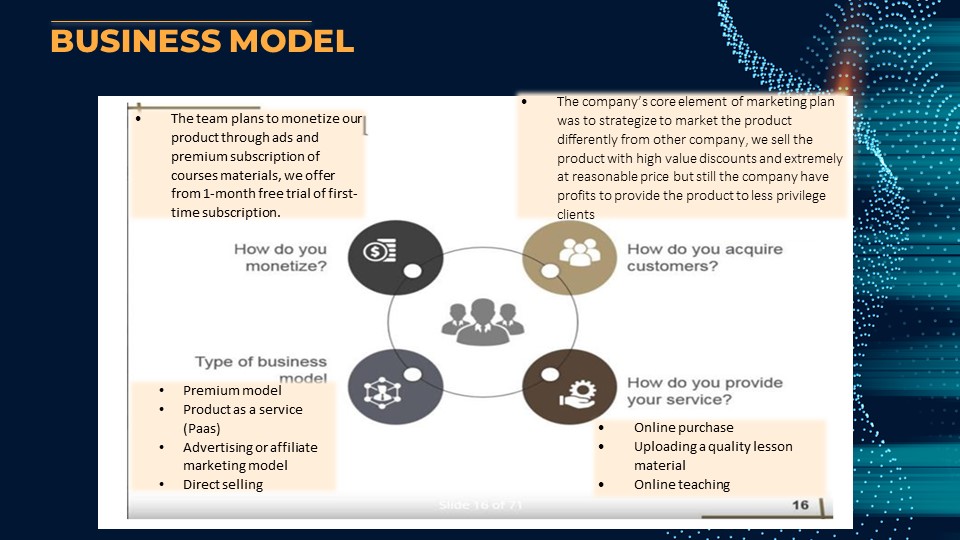 BUSINESS MODEL
• The team plans to monetize our
product through ads and
premium subscription of
courses materials, we offer
from 1-month free trial of first-
time subscription.
• The company's core element of marketing plan
was to strategize to market the product
differently from other company, we sell the
product with high value discounts and extremely
at reasonable price but still the company have
profits to provide the product to less privilege
clients
How do you
monetize?
How do you acquire
customers?
Type of business
model
• Premium model
• Product as a service
(Paas)
• Advertising or affiliate
marketing model
• Direct selling
How do you provide
your service?
• Online purchase
• Uploading a quality lesson
material
• Online teaching
Slide 16 of 71
16